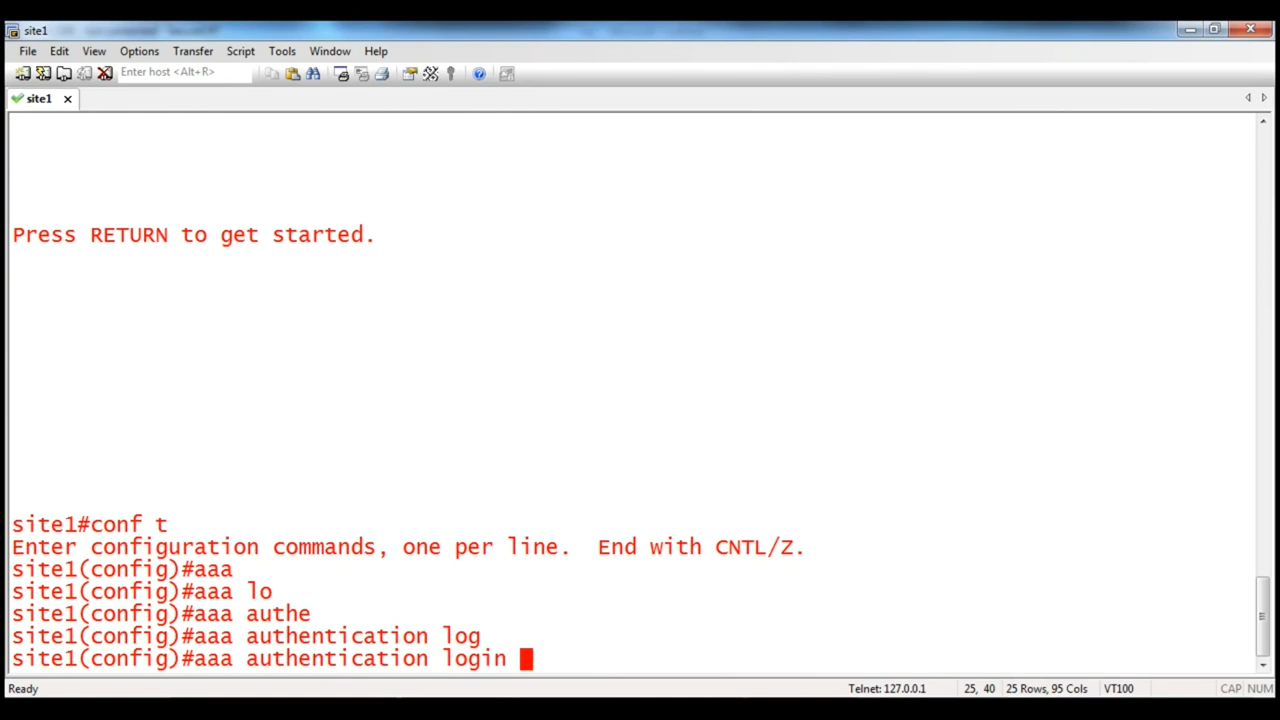 site1
File Edit View Options Transfer Script Tools Window Help
Enter host <Alt+R>
site1
Press RETURN to get started.
site1#conf t
Enter configuration commands, one per line.  End with CNTL/Z.
site1(config)#aaa
site1(config)#aaa lo
site1(config)#aaa authe
site1(config)#aaa authentication log
site1(config)#aaa authentication login
Ready Telnet: 127.0.0.1 25, 40 25 Rows, 95 Cols VT100 CAP NUM